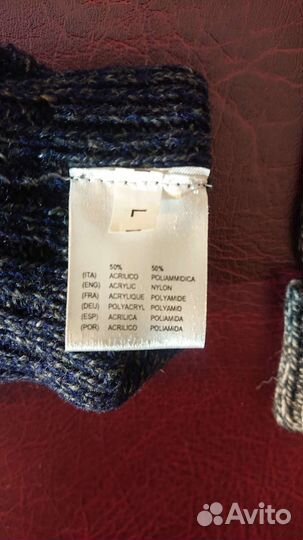 L
50% 50%
(ITA) ACRILICO POLIAMMIDICA
(ENG) ACRYLIC NYLON
(FRA) ACRYLIQUE POLYAMIDE
(DEU) POLYACRYL POLYAMID
(ESP) ACRILICA POLIAMIDA
(POR) ACRILICO POLIAMIDA
Avito